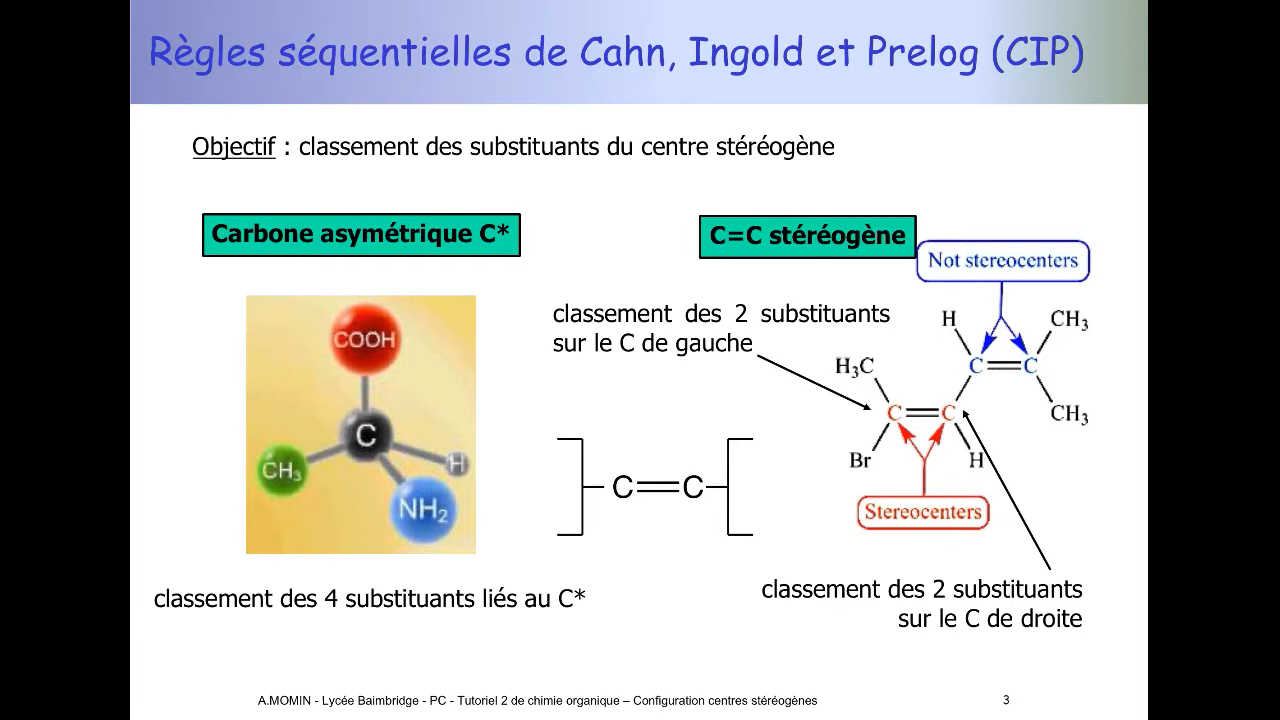 Règles séquentielles de Cahn, Ingold et Prelog (CIP)
Objectif : classement des substituants du centre stéréogène
Carbone asymétrique C*
COOH
C
CH3
H
NH2
classement des 4 substituants liés au C*
C=C stéréogène
classement des 2 substituants
sur le C de gauche
C=C
Not stereocenters
H
CH3
C=C
H3C
C=C
CH3
Br
H
Stereocenters
classement des 2 substituants
sur le C de droite
A.MOMIN - Lycée Baimbridge - PC - Tutoriel 2 de chimie organique – Configuration centres stéréogènes
3